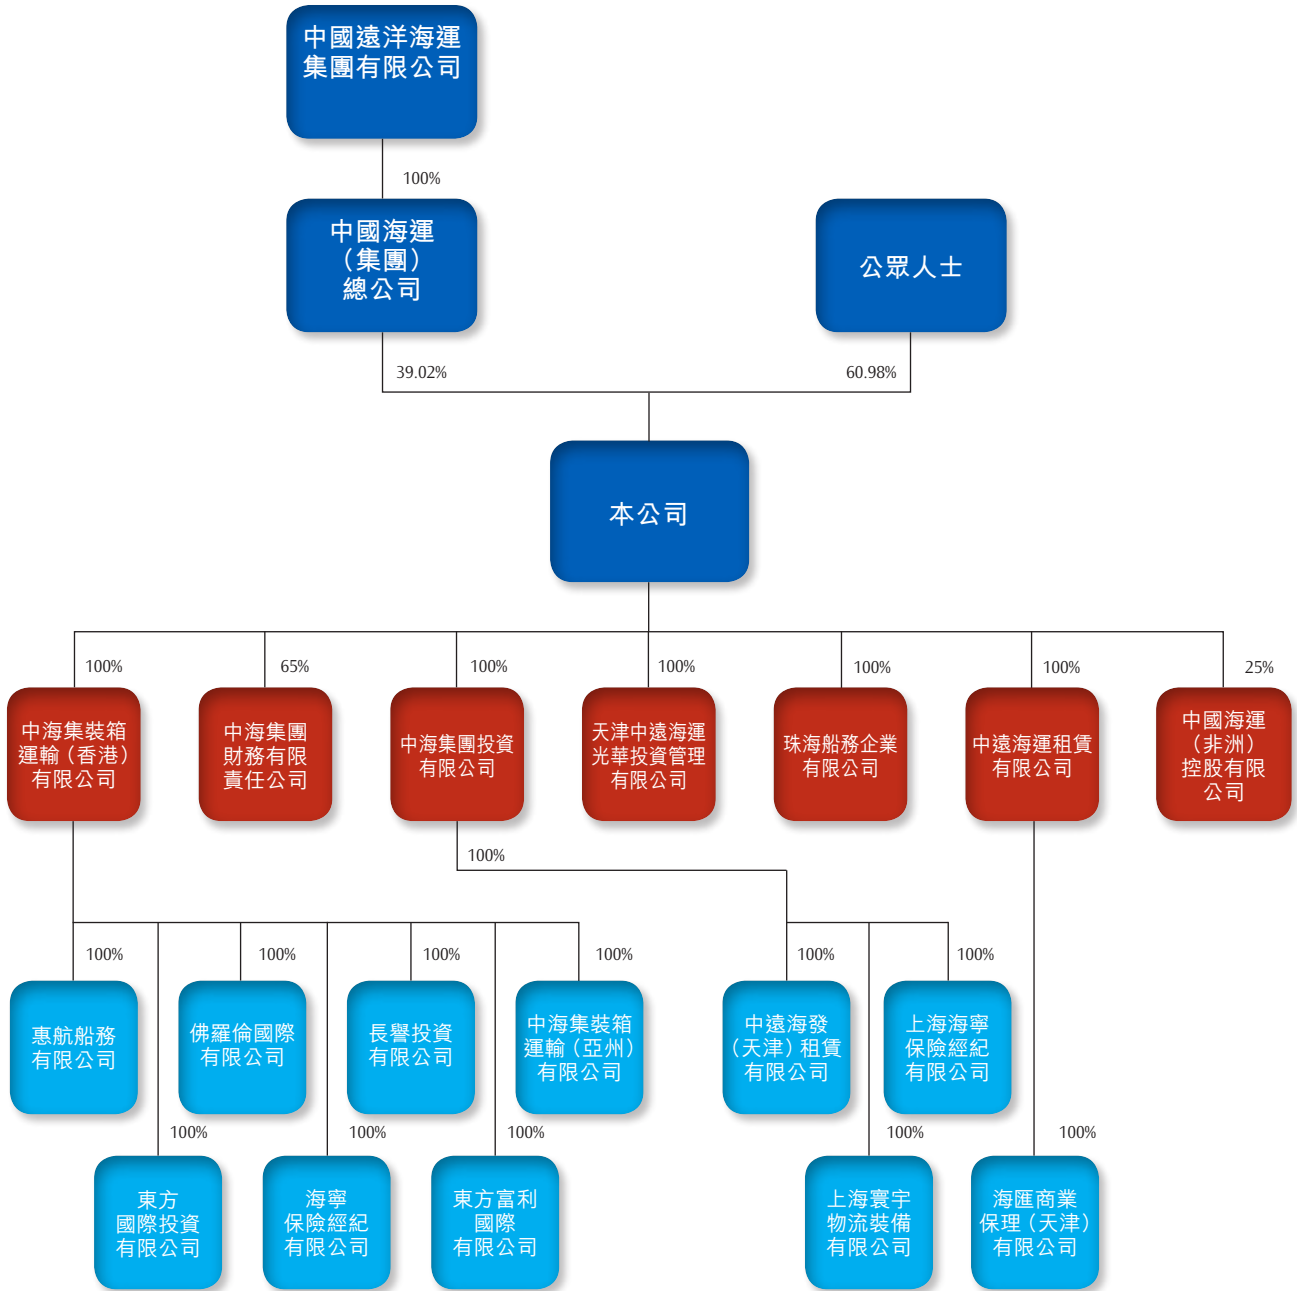 中國遠洋海運
集團有限公司
100%
中國海運
（集團）
總公司
公眾人士
39.02%
60.98%
本公司
100%
65%
100%
100%
100%
100%
25%
中海集裝箱
運輸（香港）
有限公司
中海集團
財務有限
責任公司
中海集團投資
有限公司
天津中遠海運
光華投資管理
有限公司
珠海船務企業
有限公司
中遠海運租賃
有限公司
中國海運
（非洲）
控股有限
公司
100%
100%
100%
100%
100%
100%
100%
惠航船務
有限公司
佛羅倫國際
有限公司
長譽投資
有限公司
中海集裝箱
運輸（亞州）
有限公司
中遠海發
（天津）租賃
有限公司
上海海寧
保險經紀
有限公司
100%
100%
100%
100%
100%
東方
國際投資
有限公司
海寧
保險經紀
有限公司
東方富利
國際
有限公司
上海寰宇
物流裝備
有限公司
海匯商業
保理（天津）
有限公司